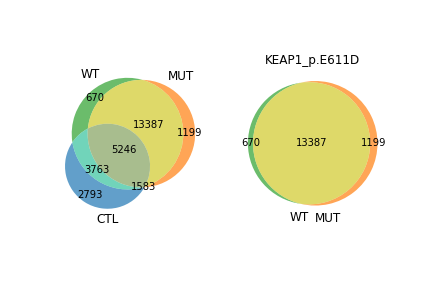 WT
MUT
670
13387
1199
5246
3763
1583
2793
CTL
KEAP1_p.E611D
670
13387
1199
WT
MUT